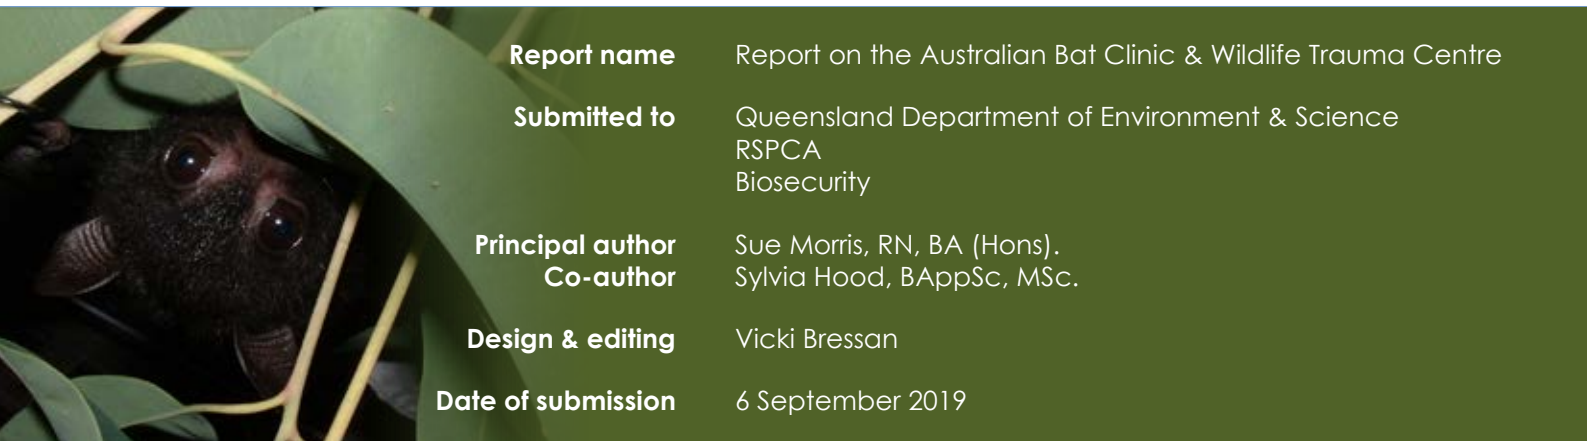 Report name Report on the Australian Bat Clinic & Wildlife Trauma Centre
Submitted to Queensland Department of Environment & Science
RSPCA
Biosecurity
Principal author Sue Morris, RN, BA (Hons).
Co-author Sylvia Hood, BAppSc, MSc.
Design & editing Vicki Bressan
Date of submission 6 September 2019